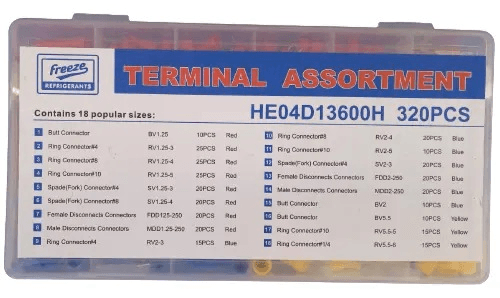 Freeze
REFRIGERANTS
TERMINAL ASSORTMENT
HE04D13600H 320PCS
Contains 18 popular sizes:
1 Butt Connector BV1.25 10PCS Red
2 Ring Connector#4 RV1.25-3 25PCS Red
3 Ring Connector#8 RV1.25-4 25PCS Red
4 Ring Connector#10 RV1.25-5 25PCS Red
5 Spade(Fork) Connector#4 SV1.25-3 20PCS Red
6 Spade(Fork) Connector#8 SV1.25-4 20PCS Red
7 Female Disconnects Connectors FDD125-250 20PCS Red
8 Male Disconnects Connectors MDD1.25-250 20PCS Red
9 Ring Connector#4 RV2-3 15PCS Blue
10 Ring Connector#8 RV2-4 20PCS Blue
11 Ring Connector#10 RV2-5 10PCS Blue
12 Spade(Fork) Connector#4 SV2-3 20PCS Blue
13 Female Disconnects Connectors FDD2-250 20PCS Blue
14 Male Disconnects Connectors MDD2-250 20PCS Blue
15 Butt Connector BV2 10PCS Blue
16 Butt Connector BV5.5 10PCS Yellow
17 Ring Connector#10 RV5.5-5 15PCS Yellow
18 Ring Connector#1/4 RV5.5-6 15PCS Yellow